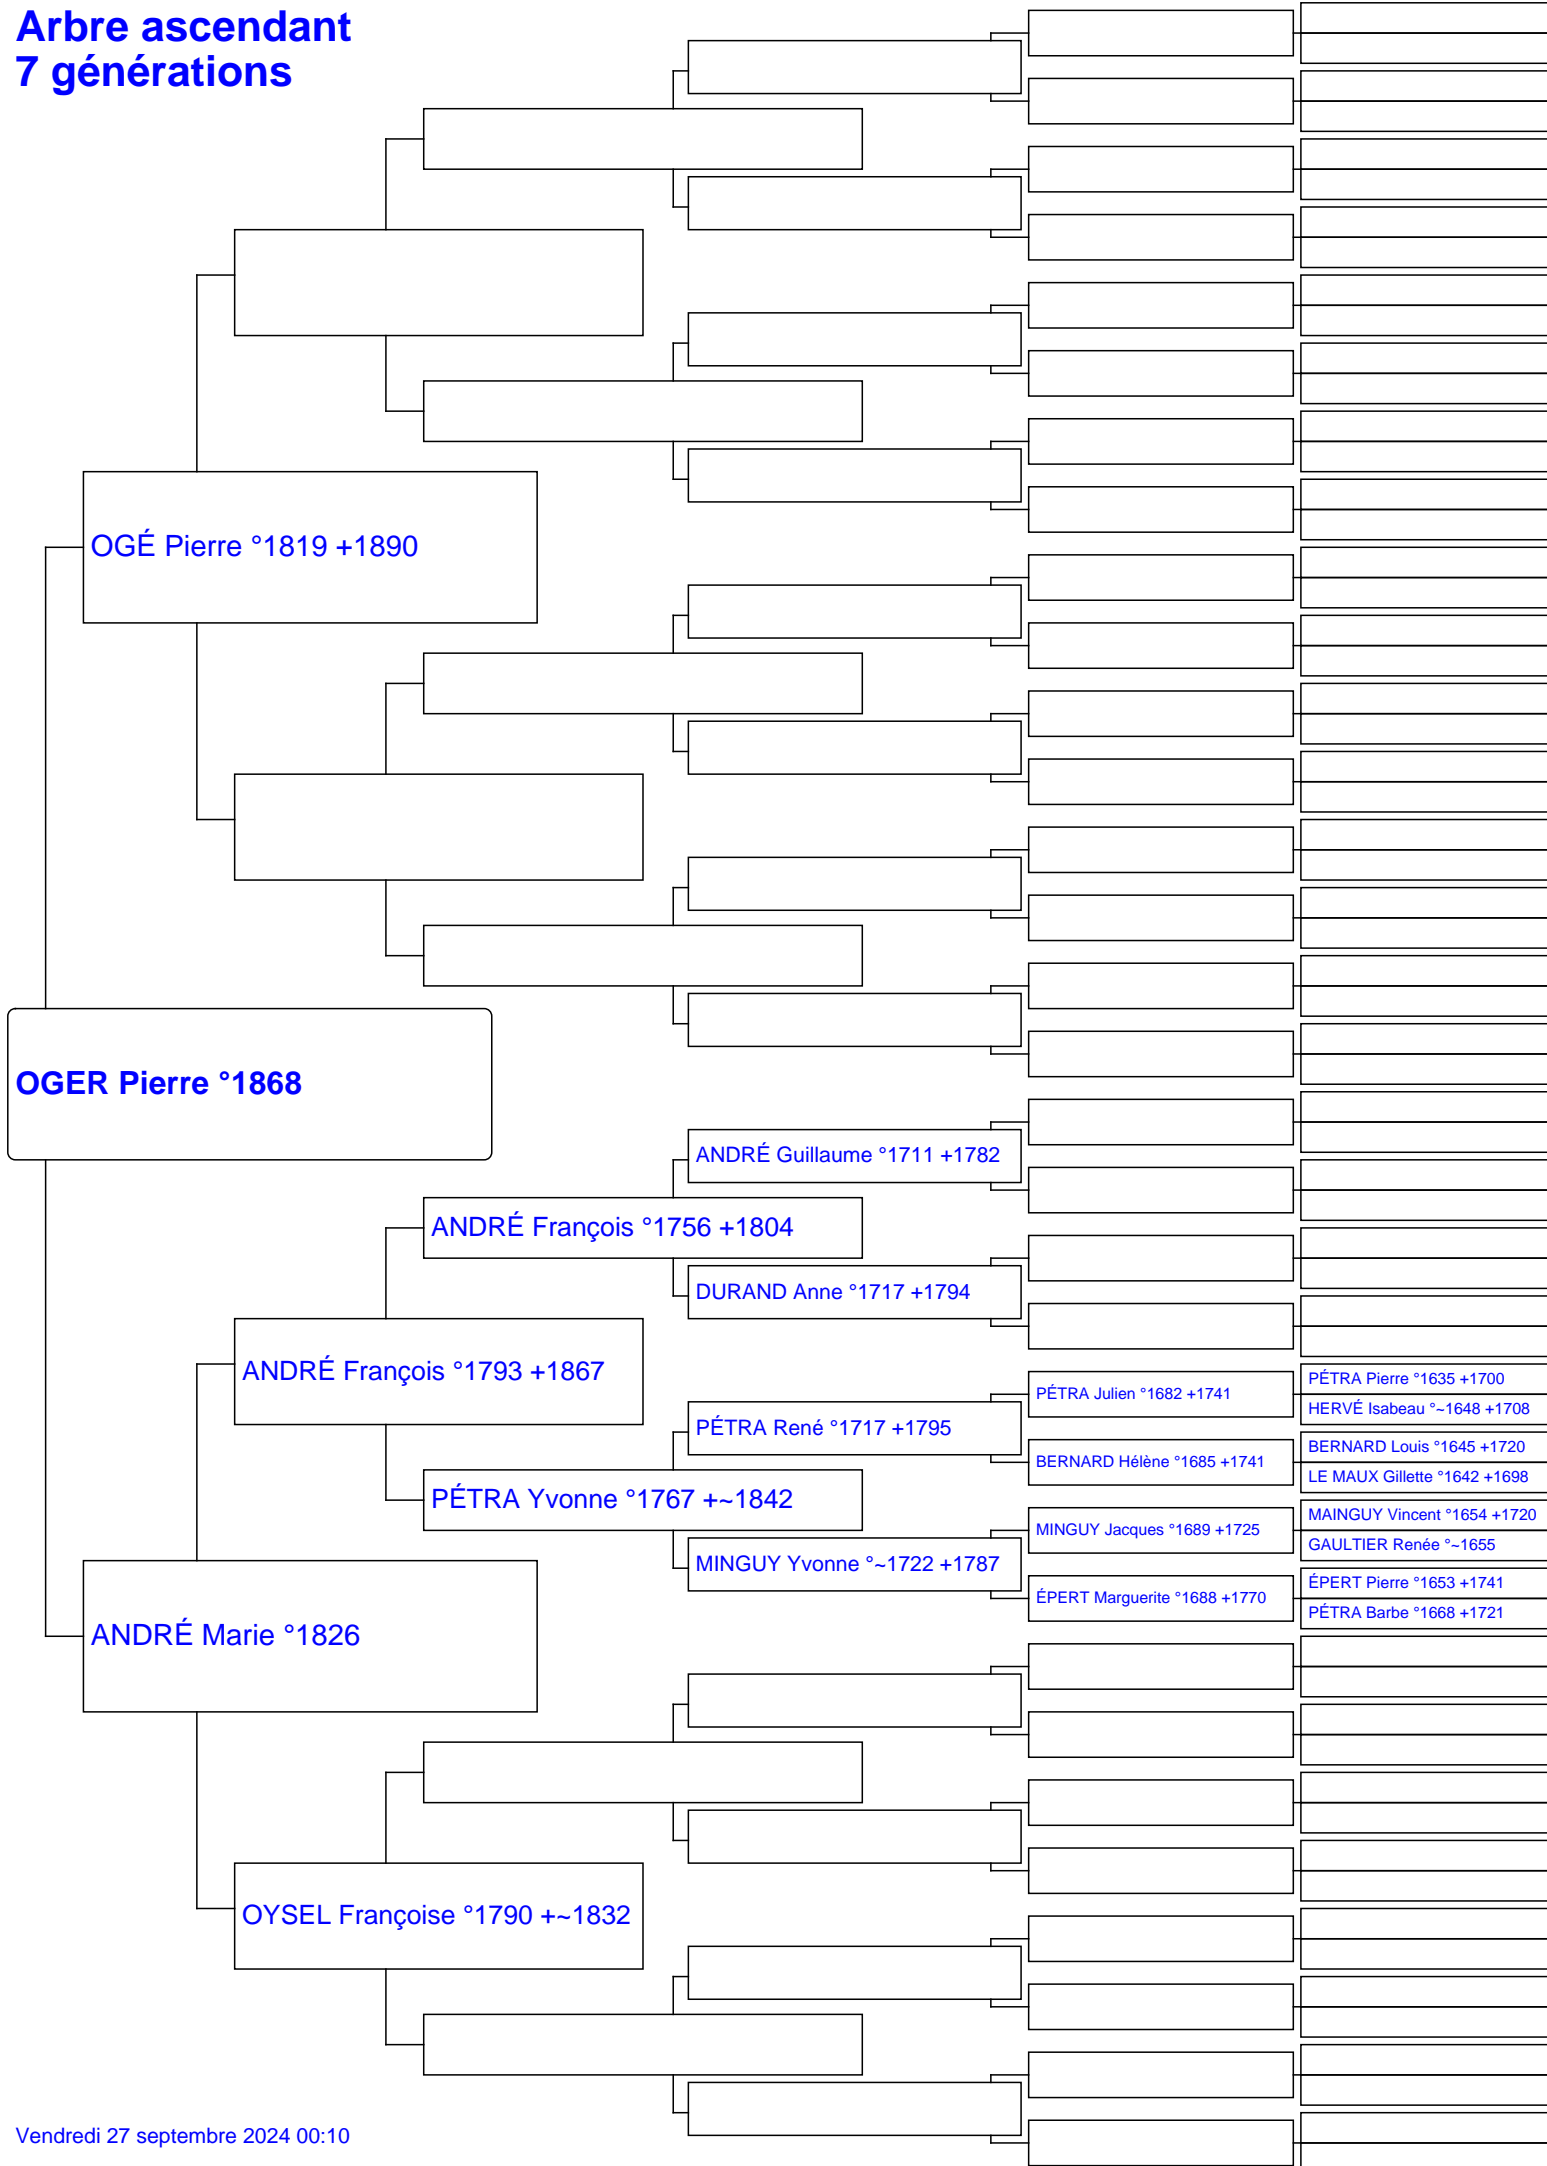 Arbre ascendant
7 générations
OGÉ Pierre °1819 +1890
OGER Pierre °1868
ANDRÉ Guillaume °1711 +1782
ANDRÉ François °1756 +1804
DURAND Anne °1717 +1794
ANDRÉ François °1793 +1867
PÉTRA Julien °1682 +1741
PÉTRA Pierre °1635 +1700
HERVÉ Isabeau °~1648 +1708
PÉTRA René °1717 +1795
BERNARD Hélène °1685 +1741
BERNARD Louis °1645 +1720
LE MAUX Gillette °1642 +1698
PÉTRA Yvonne °1767 +~1842
MINGUY Jacques °1689 +1725
MAINGUY Vincent °1654 +1720
GAULTIER Renée °~1655
MINGUY Yvonne °~1722 +1787
ÉPERT Marguerite °1688 +1770
ÉPERT Pierre °1653 +1741
PÉTRA Barbe °1668 +1721
ANDRÉ Marie °1826
OYSEL Françoise °1790 +~1832
Vendredi 27 septembre 2024 00:10